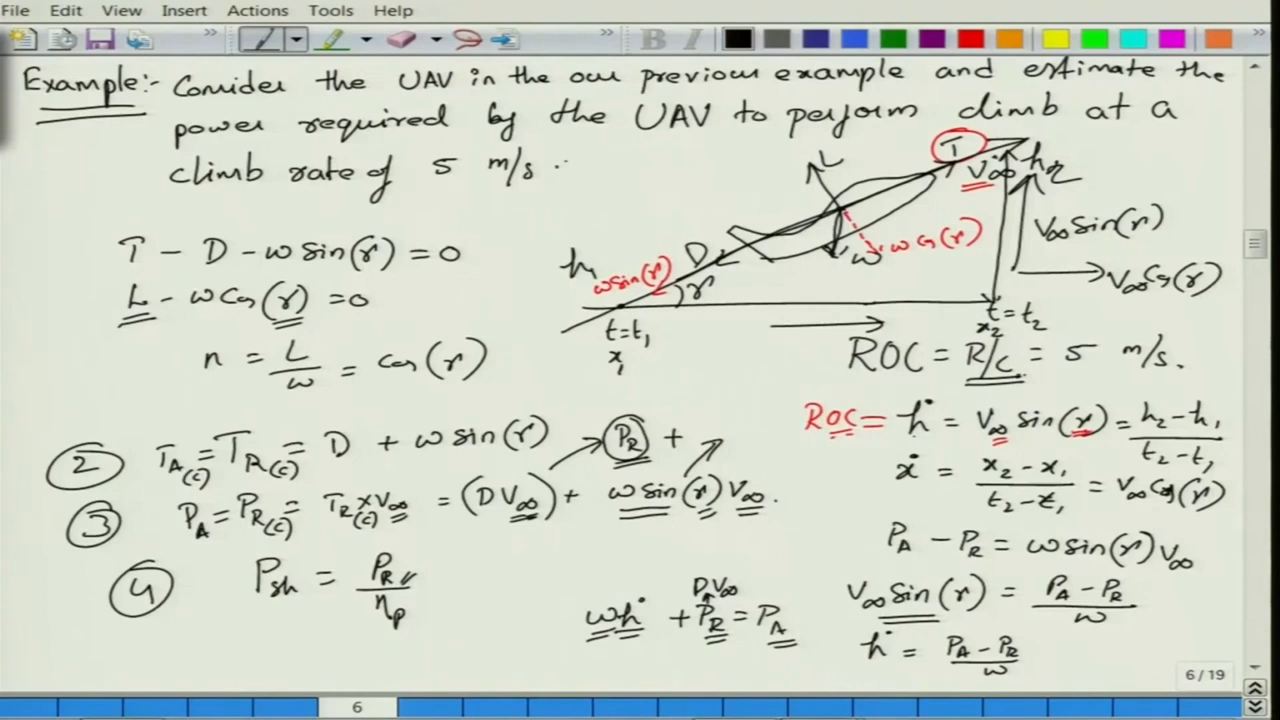 File Edit View Insert Actions Tools Help
Example:- Consider the UAV in the our previous example and estimate the
power required by the UAV to perform climb at a
climb rate of 5 m/s.
T - D - w sin(γ) = 0
L - w cos(γ) = 0
n = L/w = cos(γ)
L
T
V∞
h2
D
w
w cos(γ)
w sin(γ)
h1
γ
V∞ sin(γ)
V∞ cos(γ)
t=t1
x1
t=t2
x2
ROC = R/C = 5 m/s.
ROC = ḣ = V∞ sin(γ) = (h2 - h1)/(t2 - t1)
ẋ = (x2 - x1)/(t2 - t1) = V∞ cos(γ)
PA - PR = w sin(γ) V∞
V∞ sin(γ) = (PA - PR)/w
ḣ = (PA - PR)/w
2 TA(c) = TR(c) = D + w sin(γ)
PR +
3 PA = PR(c) = TR(c) x V∞ = (D V∞) + w sin(γ) V∞.
4 Psh = PR/ηp
D V∞
wḣ + PR = PA
6/19
6